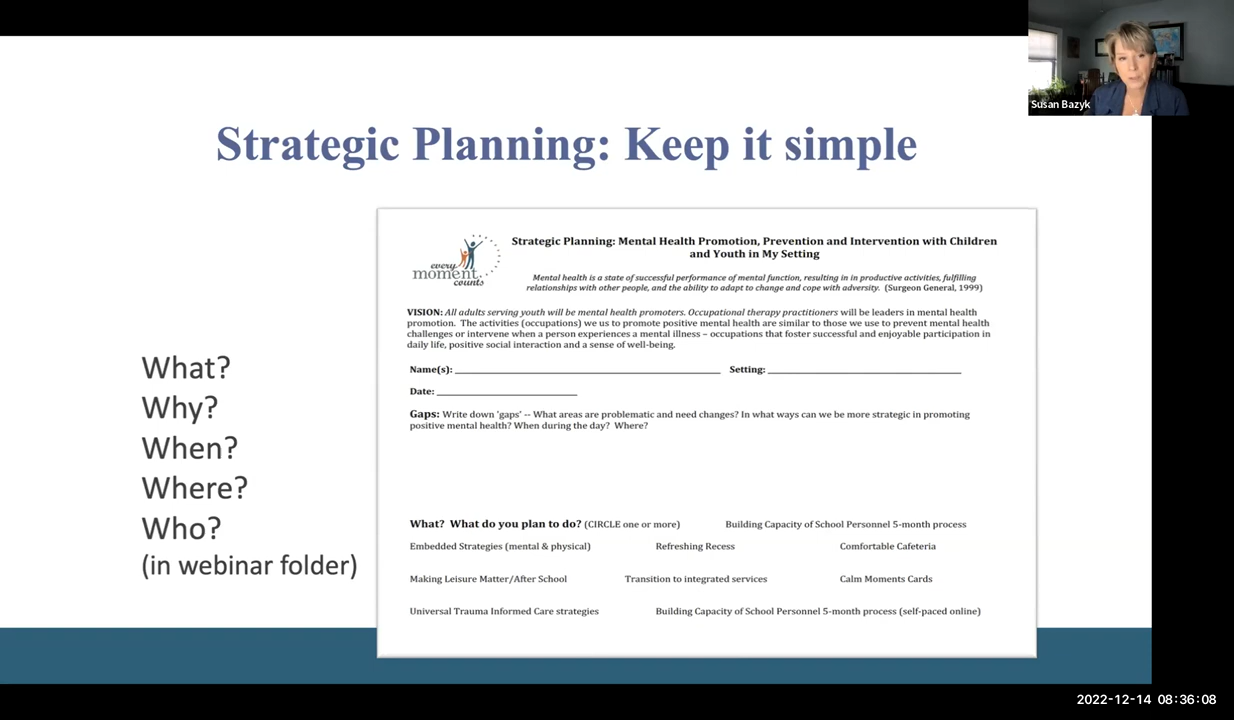 Susan Bazyk
Strategic Planning: Keep it simple
What?
Why?
When?
Where?
Who?
(in webinar folder)
every
moment
counts
Strategic Planning: Mental Health Promotion, Prevention and Intervention with Children
and Youth in My Setting
Mental health is a state of successful performance of mental function, resulting in in productive activities, fulfilling
relationships with other people, and the ability to adapt to change and cope with adversity. (Surgeon General, 1999)
VISION: All adults serving youth will be mental health promoters. Occupational therapy practitioners will be leaders in mental health
promotion. The activities (occupations) we us to promote positive mental health are similar to those we use to prevent mental health
challenges or intervene when a person experiences a mental illness – occupations that foster successful and enjoyable participation in
daily life, positive social interaction and a sense of well-being.
Name(s): ______________________ Setting: ______________________
Date: ______________________
Gaps: Write down 'gaps' -- What areas are problematic and need changes? In what ways can we be more strategic in promoting
positive mental health? When during the day? Where?
What? What do you plan to do? (CIRCLE one or more) Building Capacity of School Personnel 5-month process
Embedded Strategies (mental & physical) Refreshing Recess Comfortable Cafeteria
Making Leisure Matter/After School Transition to integrated services Calm Moments Cards
Universal Trauma Informed Care strategies Building Capacity of School Personnel 5-month process (self-paced online)
2022-12-14 08:36:08